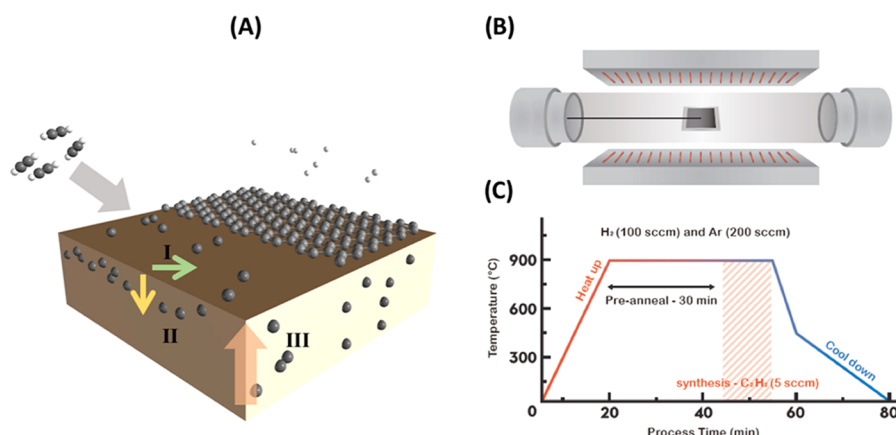 (A)
I
II
III
(B)
(C)
H₂ (100 sccm) and Ar (200 sccm)
Temperature (°C)
900
600
300
Heat up
Pre-anneal - 30 min
synthesis - C₂H₂ (5 sccm)
Cool down
0
20
40
60
80
Process Time (min)